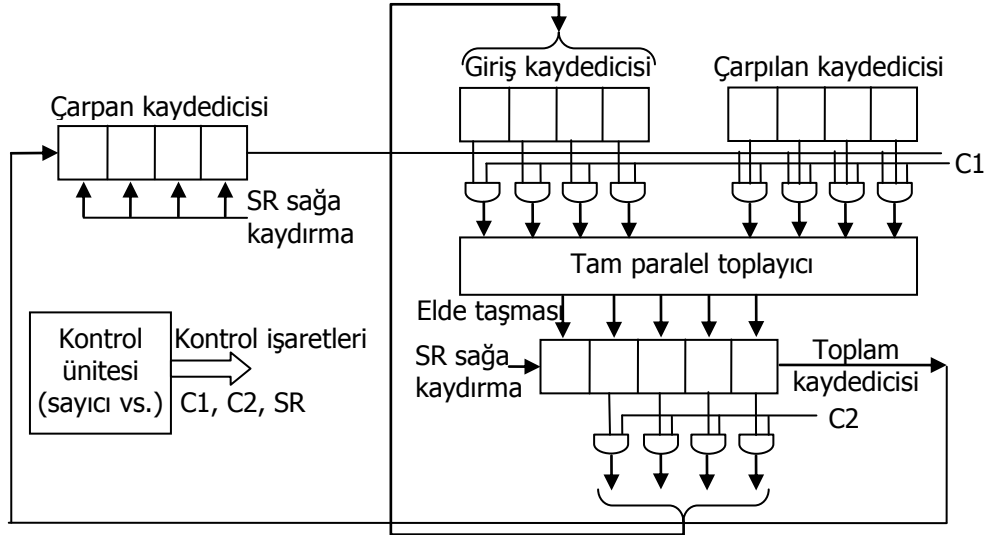 Giriş kaydedicisi
Çarpılan kaydedicisi
Çarpan kaydedicisi
C1
SR sağa
kaydırma
Tam paralel toplayıcı
Elde taşması
Kontrol
ünitesi
(sayıcı vs.)
Kontrol işaretleri
C1, C2, SR
SR sağa
kaydırma
Toplam
kaydedicisi
C2